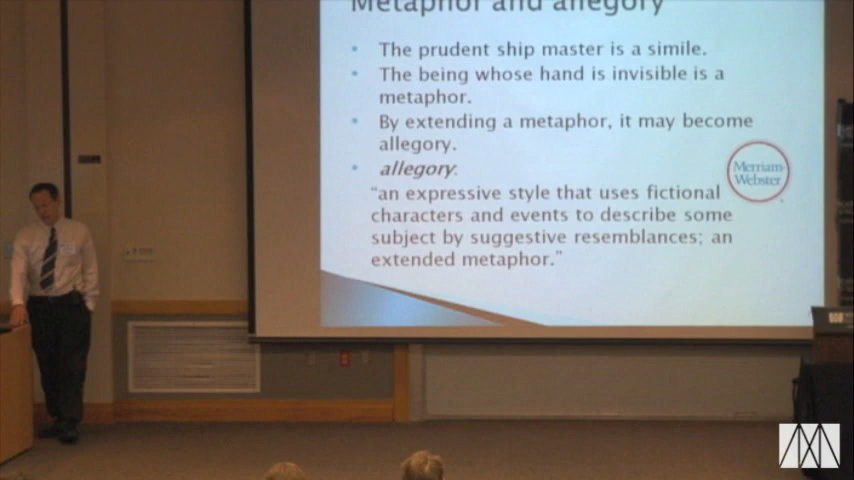 Metaphor and allegory
• The prudent ship master is a simile.
• The being whose hand is invisible is a
metaphor.
• By extending a metaphor, it may become
allegory.
• allegory:
"an expressive style that uses fictional
characters and events to describe some
subject by suggestive resemblances; an
extended metaphor."
Merriam-
Webster